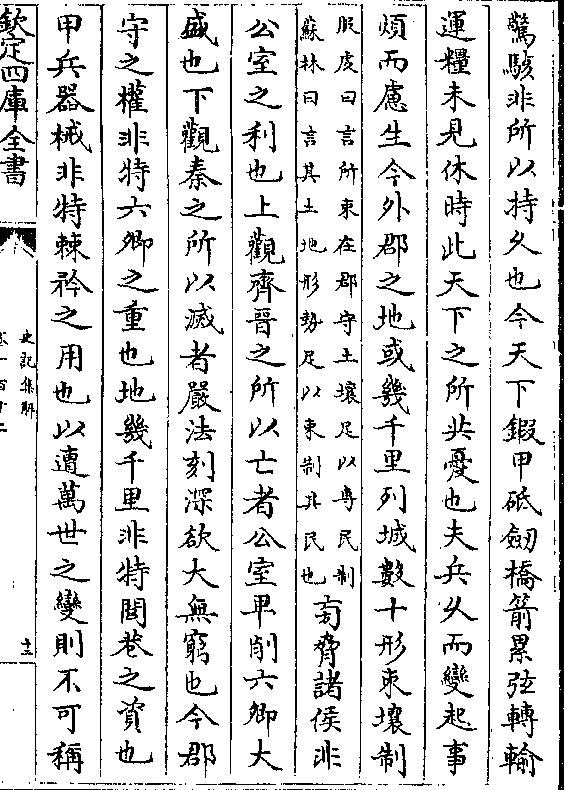 驚駭非所以持久也今天下鍛甲砥劒橋箭累弦轉輸
運糧未見休時此天下之所共憂也夫兵久而變起事
煩而慮生今外郡之地或幾千里列城數十形束壤制
服䖍曰言所束在郡守土壤足以專民制
蘇林曰言其土地形勢足以束制其民也
旁脅諸侯非
公室之利也上觀齊晉之所以亡者公室卑削六卿大
盛也下觀秦之所以滅者嚴法刻深欲大無窮也今郡
守之權非特六卿之重也地幾千里非特閭巷之資也
甲兵器械非特棘矜之用也以遭萬世之變則不可稱
欽定四庫全書
史記集解
卷一百十二
十三